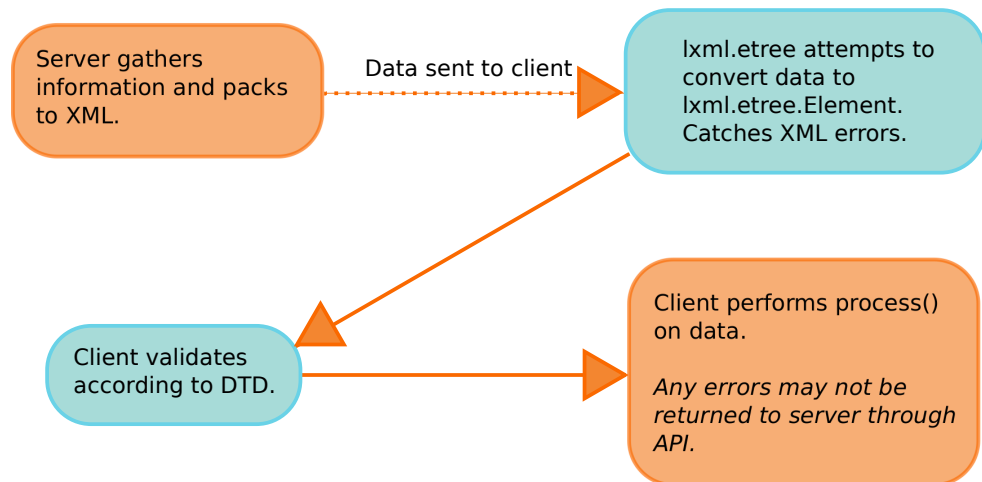 Server gathers
information and packs
to XML.
Data sent to client
lxml.etree attempts to
convert data to
lxml.etree.Element.
Catches XML errors.
Client validates
according to DTD.
Client performs process()
on data.
Any errors may not be
returned to server through
API.